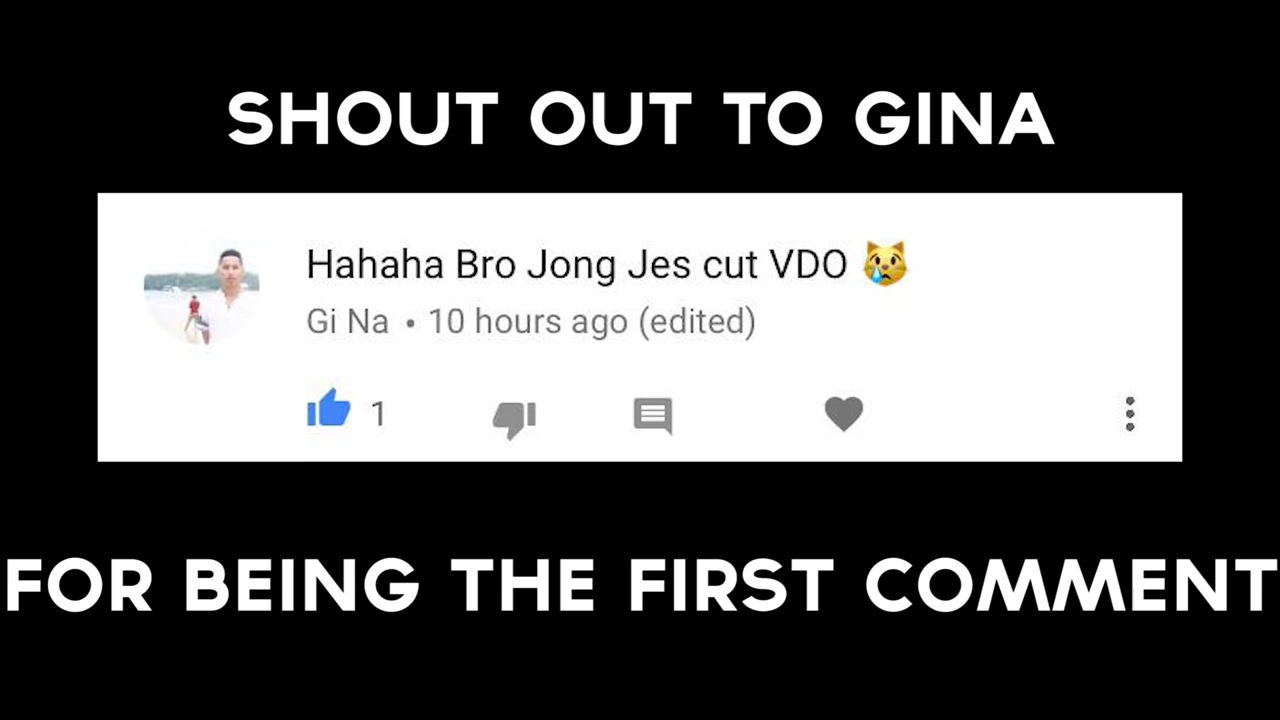 SHOUT OUT TO GINA
Hahaha Bro Jong Jes cut VDO 😿
Gi Na • 10 hours ago (edited)
1
FOR BEING THE FIRST COMMENT